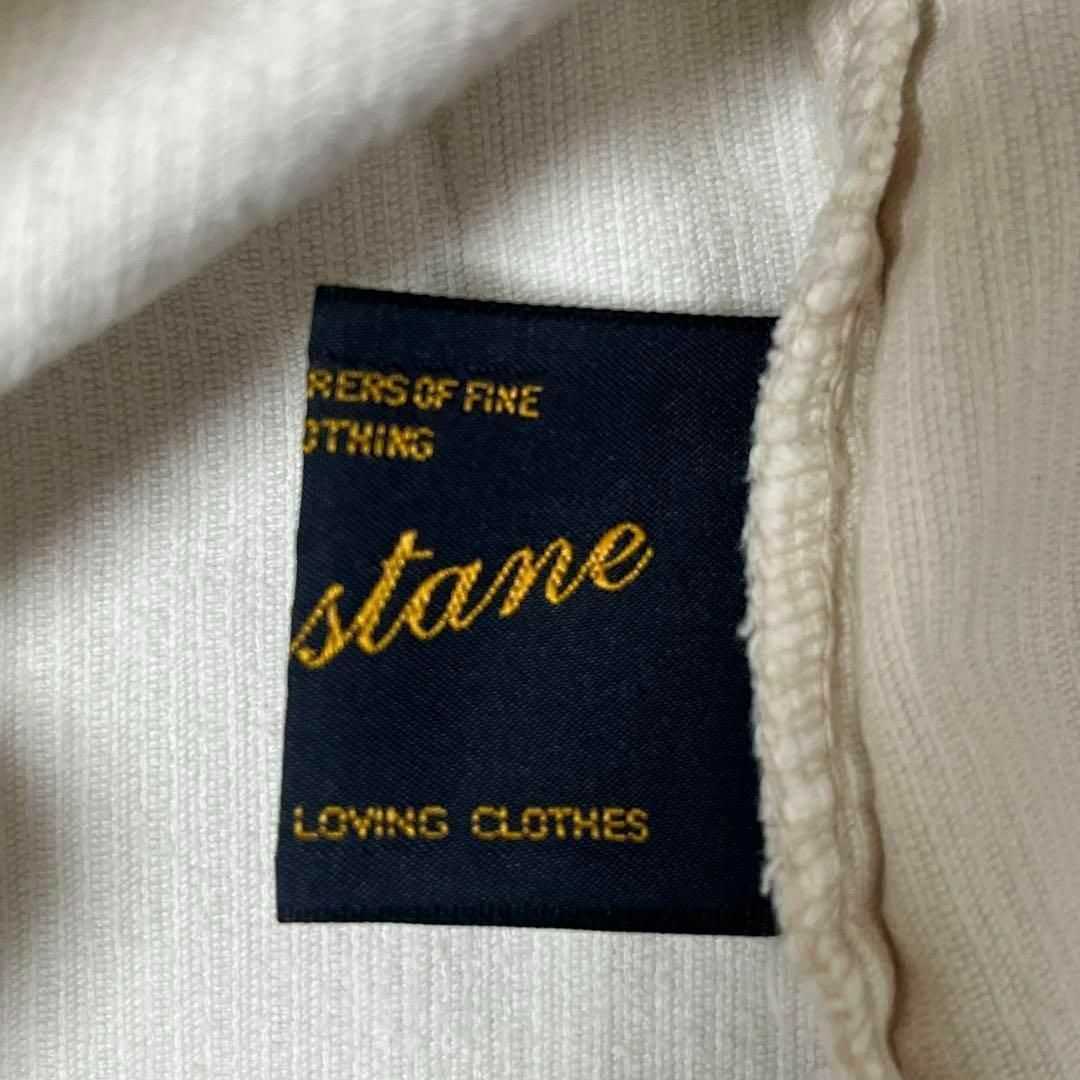 RERS OF FINE
OTHING
stane
LOVING CLOTHES